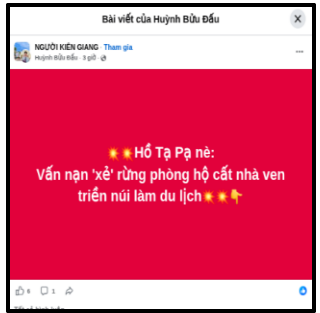 Bài viết của Huỳnh Bửu Đấu
NGƯỜI KIÊN GIANG · Tham gia
Huỳnh Bửu Đấu · 3 giờ ·
Hồ Tạ Pạ nè:
Vấn nạn 'xẻ' rừng phòng hộ cất nhà ven
triền núi làm du lịch
6 1